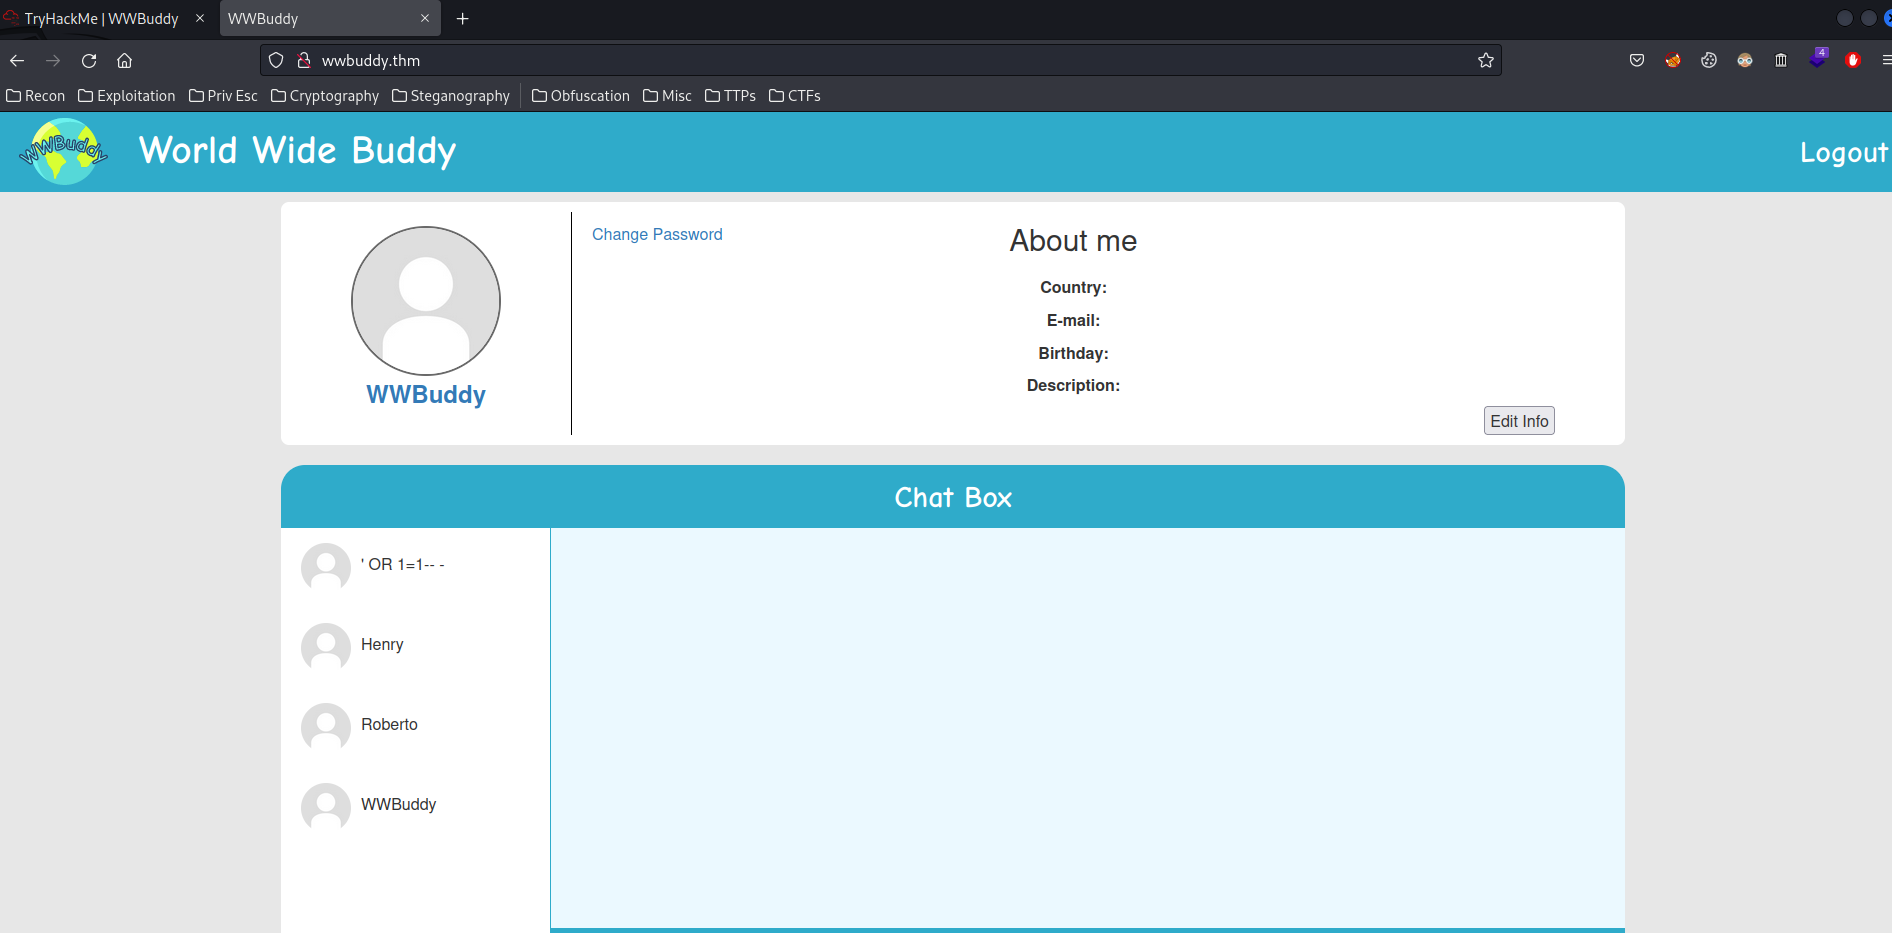 TryHackMe | WWBuddy
WWBuddy
wwbuddy.thm
4
Recon Exploitation Priv Esc Cryptography Steganography Obfuscation Misc TTPs CTFs
WWBuddy World Wide Buddy Logout
Change Password
About me
Country:
E-mail:
Birthday:
Description:
WWBuddy
Edit Info
Chat Box
' OR 1=1-- -
Henry
Roberto
WWBuddy